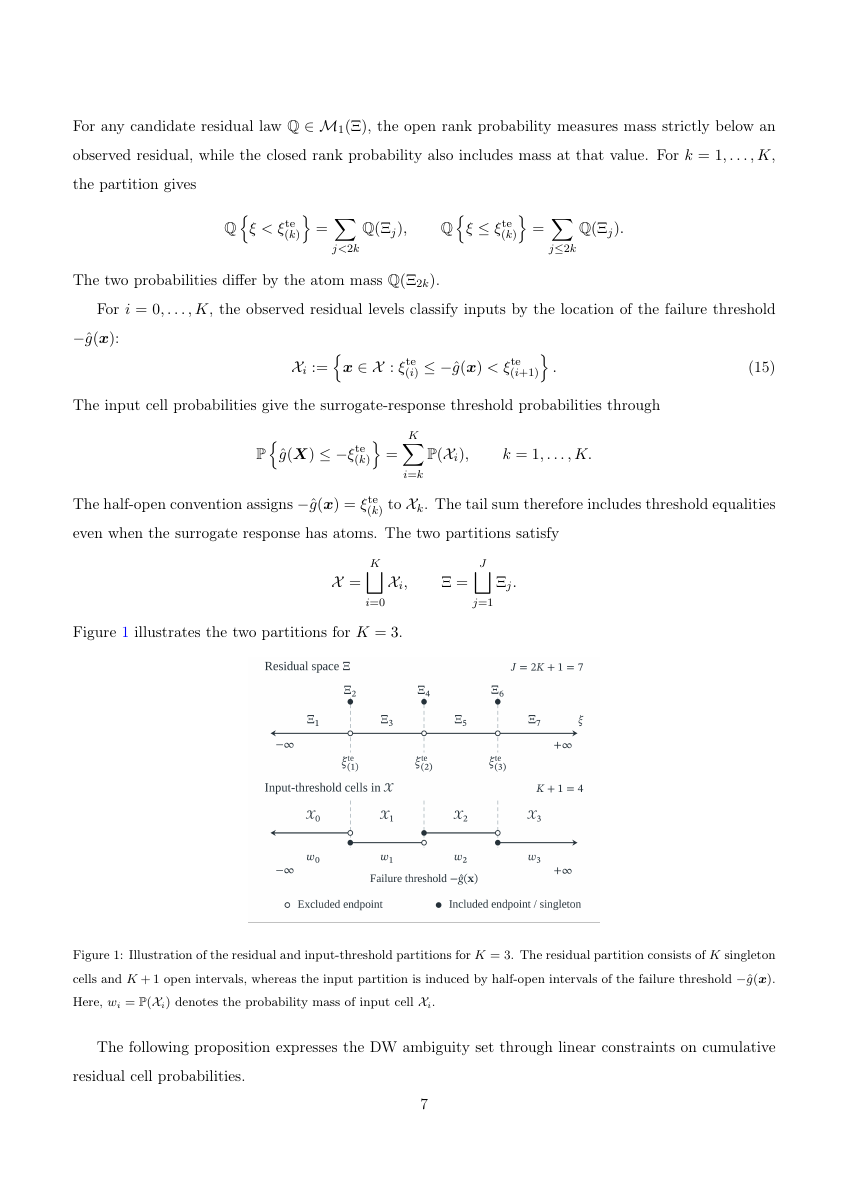 For any candidate residual law ℚ ∈ ℳ₁(Ξ), the open rank probability measures mass strictly below an
observed residual, while the closed rank probability also includes mass at that value. For k = 1, . . . , K,
the partition gives
ℚ{ξ < ξ^te_(k)} = ∑_{j<2k} ℚ(Ξ_j),  ℚ{ξ ≤ ξ^te_(k)} = ∑_{j≤2k} ℚ(Ξ_j).
The two probabilities differ by the atom mass ℚ(Ξ_{2k}).
For i = 0, . . . , K, the observed residual levels classify inputs by the location of the failure threshold
−ĝ(x):
𝒳_i := {x ∈ 𝒳 : ξ^te_(i) ≤ −ĝ(x) < ξ^te_(i+1)}. (15)
The input cell probabilities give the surrogate-response threshold probabilities through
ℙ{ĝ(X) ≤ −ξ^te_(k)} = ∑_{i=k}^{K} ℙ(𝒳_i),  k = 1, . . . , K.
The half-open convention assigns −ĝ(x) = ξ^te_(k) to 𝒳_k. The tail sum therefore includes threshold equalities
even when the surrogate response has atoms. The two partitions satisfy
𝒳 = ⨆_{i=0}^{K} 𝒳_i,  Ξ = ⨆_{j=1}^{J} Ξ_j.
Figure 1 illustrates the two partitions for K = 3.
Residual space Ξ J = 2K + 1 = 7
Ξ₂ Ξ₄ Ξ₆
Ξ₁ Ξ₃ Ξ₅ Ξ₇ ξ
−∞ +∞
ξ^te_(1) ξ^te_(2) ξ^te_(3)
Input-threshold cells in 𝒳 K + 1 = 4
𝒳₀ 𝒳₁ 𝒳₂ 𝒳₃
w₀ w₁ w₂ w₃
−∞ +∞
Failure threshold −ĝ(x)
Excluded endpoint Included endpoint / singleton
Figure 1: Illustration of the residual and input-threshold partitions for K = 3. The residual partition consists of K singleton
cells and K + 1 open intervals, whereas the input partition is induced by half-open intervals of the failure threshold −ĝ(x).
Here, w_i = ℙ(𝒳_i) denotes the probability mass of input cell 𝒳_i.
The following proposition expresses the DW ambiguity set through linear constraints on cumulative
residual cell probabilities.
7